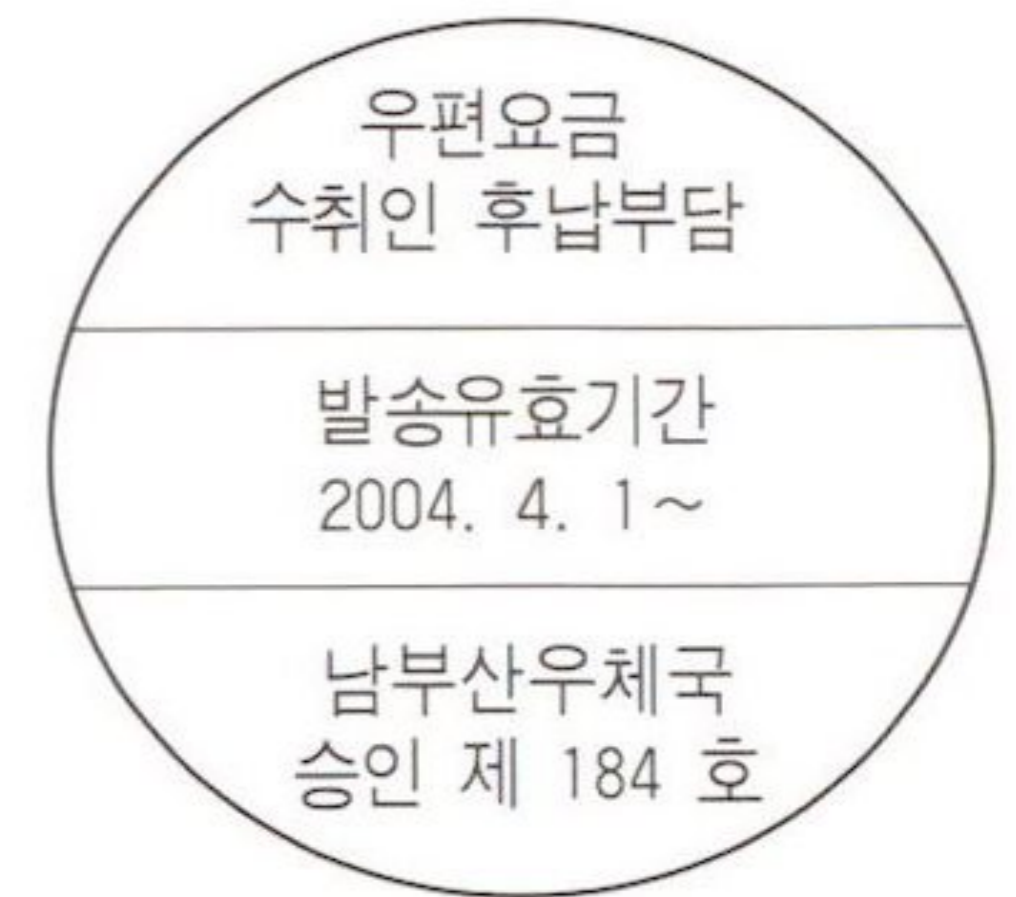 우편요금
수취인 후납부담
발송유효기간
2004. 4. 1~
남부산우체국
승인 제 184 호